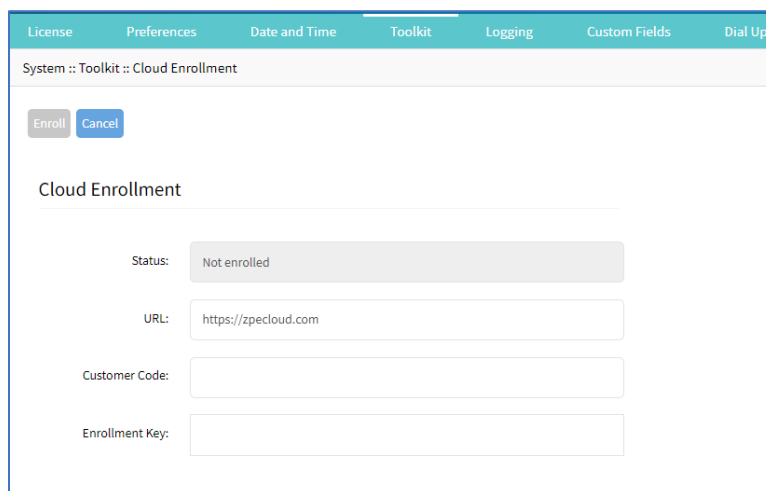 License Preferences Date and Time Toolkit Logging Custom Fields Dial Up
System :: Toolkit :: Cloud Enrollment
Enroll Cancel
Cloud Enrollment
Status: Not enrolled
URL: https://zpecloud.com
Customer Code:
Enrollment Key: